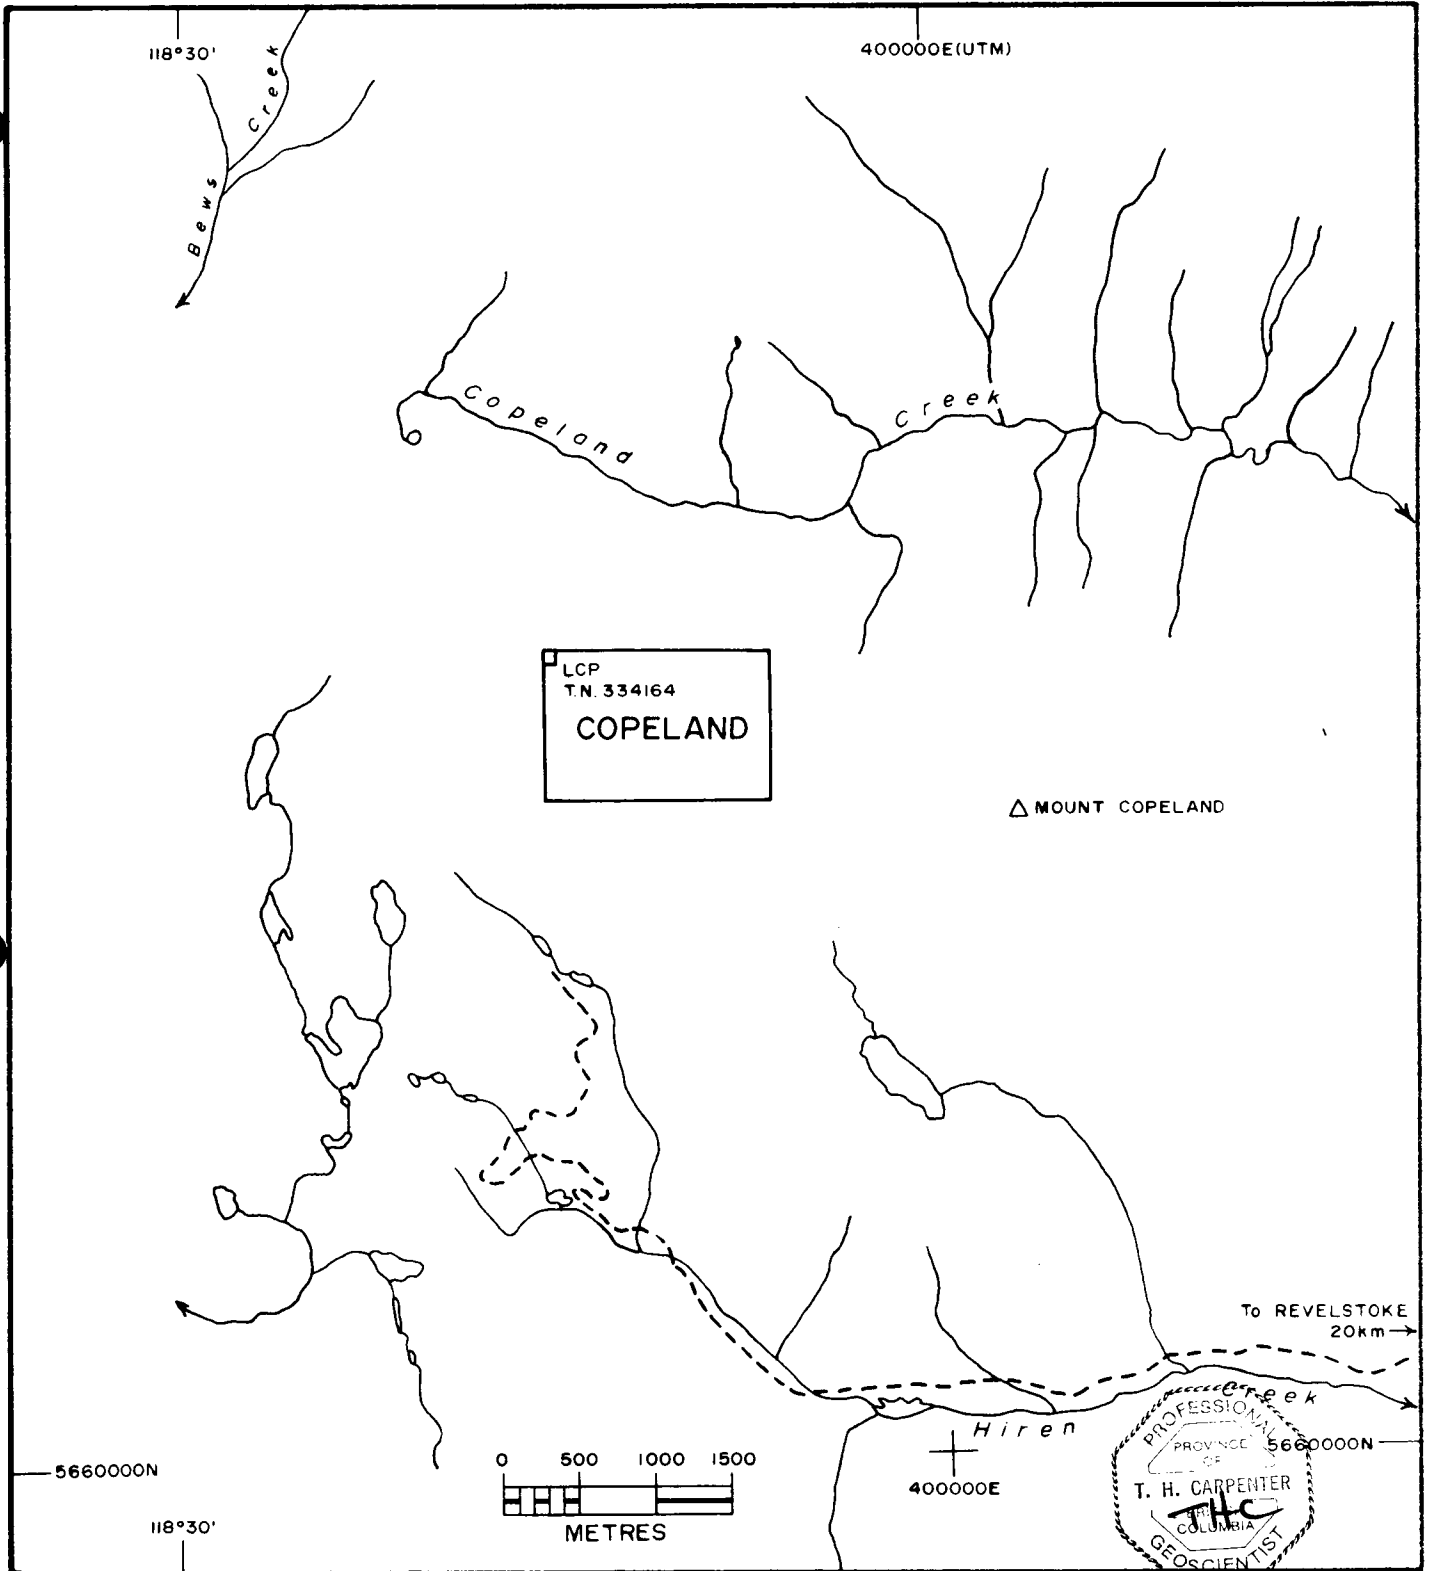 118°30'
400000E(UTM)
Bews Creek
Copeland Creek
LCP
T.N. 334164
COPELAND
MOUNT COPELAND
To REVELSTOKE
20km
Hiren Creek
5660000N
5660000N
400000E
0 500 1000 1500
METRES
118°30'
PROFESSIONAL
PROVINCE
OF
T. H. CARPENTER
THC
COLUMBIA
GEOSCIENTIST